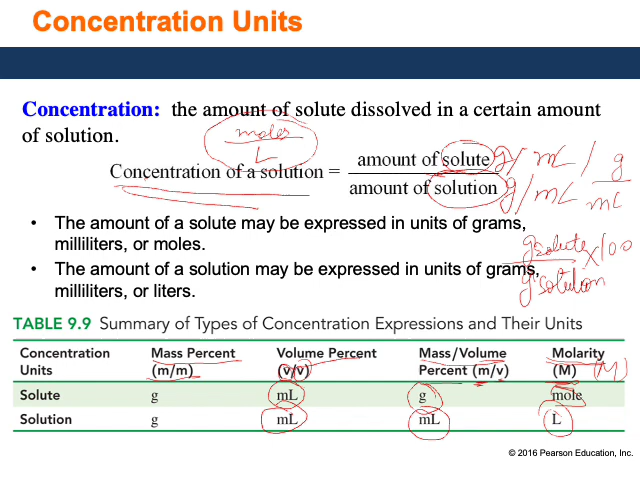 Concentration Units
Concentration: the amount of solute dissolved in a certain amount
of solution.
moles
L
Concentration of a solution =
amount of solute
amount of solution
g / mL / g
g / mL mL
• The amount of a solute may be expressed in units of grams,
milliliters, or moles.
g solute x 100
g solution
• The amount of a solution may be expressed in units of grams,
milliliters, or liters.
TABLE 9.9 Summary of Types of Concentration Expressions and Their Units
Concentration Units Mass Percent (m/m) Volume Percent (v/v) Mass/Volume Percent (m/v) Molarity (M) (M)
Solute g mL g mole
Solution g mL mL L
© 2016 Pearson Education, Inc.